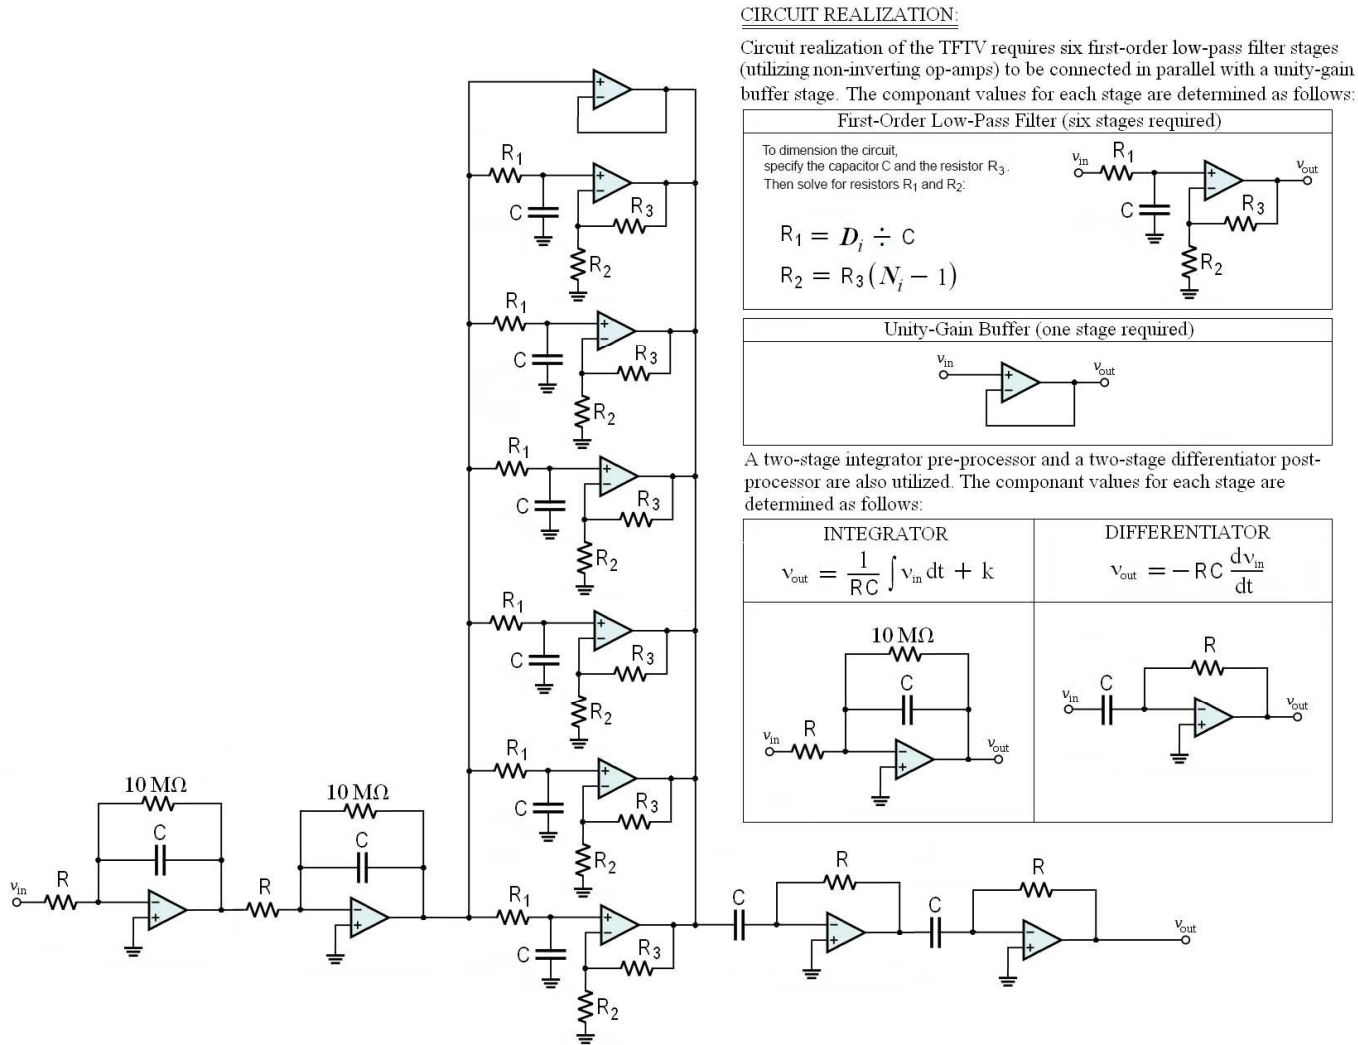 CIRCUIT REALIZATION:
Circuit realization of the TFTV requires six first-order low-pass filter stages
(utilizing non-inverting op-amps) to be connected in parallel with a unity-gain
buffer stage. The componant values for each stage are determined as follows:
First-Order Low-Pass Filter (six stages required)
To dimension the circuit,
specify the capacitor C and the resistor R3.
Then solve for resistors R1 and R2:
R1 = Di ÷ C
R2 = R3(Ni − 1)
vin R1 vout
C R3
R2
Unity-Gain Buffer (one stage required)
vin vout
A two-stage integrator pre-processor and a two-stage differentiator post-
processor are also utilized. The componant values for each stage are
determined as follows:
INTEGRATOR
vout = 1/RC ∫ vin dt + k
10 MΩ
C
vin R vout
DIFFERENTIATOR
vout = −RC dvin/dt
R
vin C vout
R1
C R3
R2
R1
C R3
R2
R1
C R3
R2
R1
C R3
R2
R1
C R3
R2
R1
C R3
R2
10 MΩ 10 MΩ
C C
vin R R
R R
C C
vout